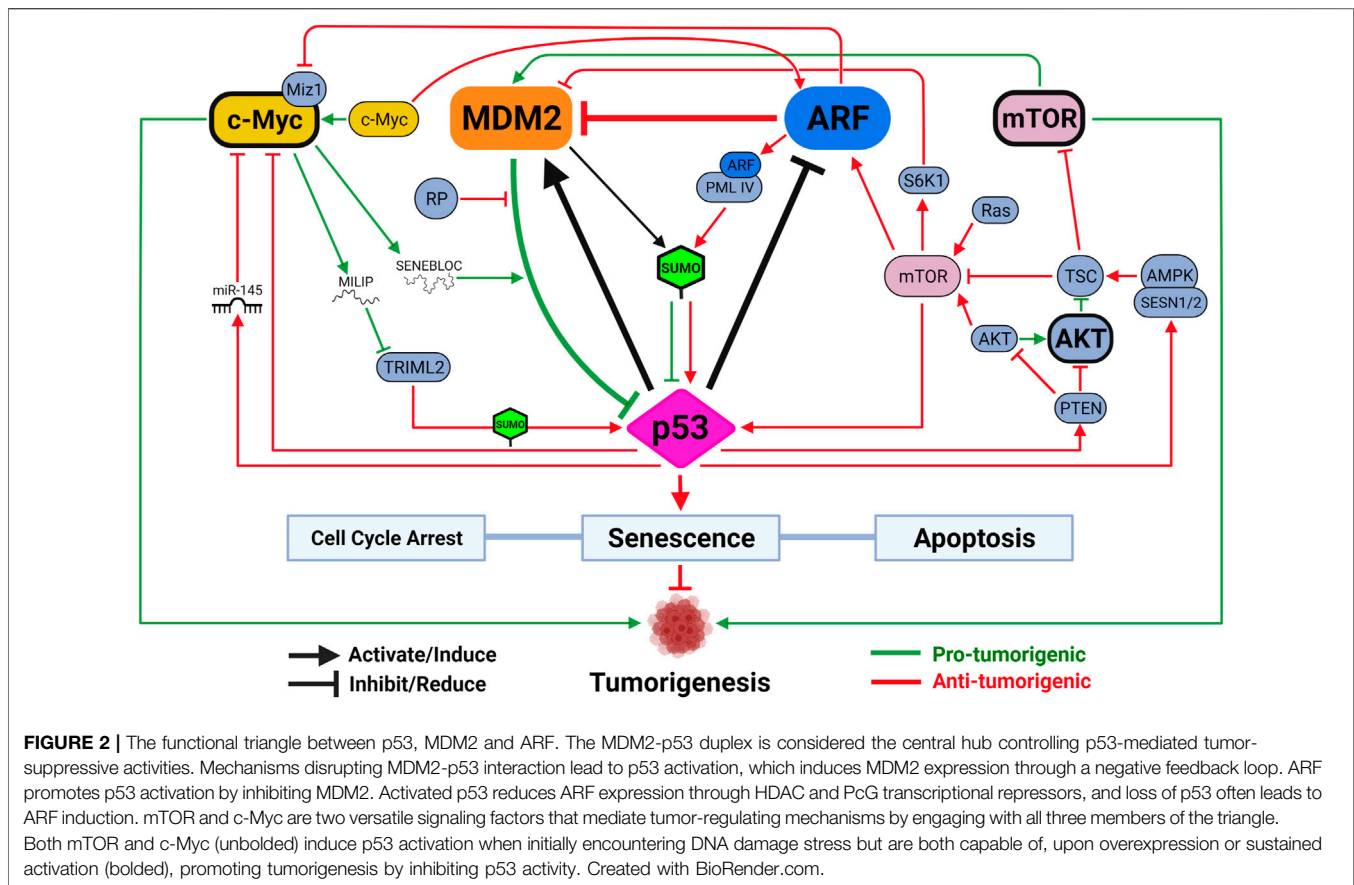 Miz1
c-Myc
c-Myc
MDM2
ARF
mTOR
ARF
PML IV
S6K1
RP
Ras
SUMO
SENEBLOC
MILIP
miR-145
mTOR
TSC
AMPK
SESN1/2
AKT
AKT
TRIML2
PTEN
SUMO
p53
Cell Cycle Arrest
Senescence
Apoptosis
Activate/Induce
Inhibit/Reduce
Tumorigenesis
Pro-tumorigenic
Anti-tumorigenic
FIGURE 2 | The functional triangle between p53, MDM2 and ARF. The MDM2-p53 duplex is considered the central hub controlling p53-mediated tumor-
suppressive activities. Mechanisms disrupting MDM2-p53 interaction lead to p53 activation, which induces MDM2 expression through a negative feedback loop. ARF
promotes p53 activation by inhibiting MDM2. Activated p53 reduces ARF expression through HDAC and PcG transcriptional repressors, and loss of p53 often leads to
ARF induction. mTOR and c-Myc are two versatile signaling factors that mediate tumor-regulating mechanisms by engaging with all three members of the triangle.
Both mTOR and c-Myc (unbolded) induce p53 activation when initially encountering DNA damage stress but are both capable of, upon overexpression or sustained
activation (bolded), promoting tumorigenesis by inhibiting p53 activity. Created with BioRender.com.